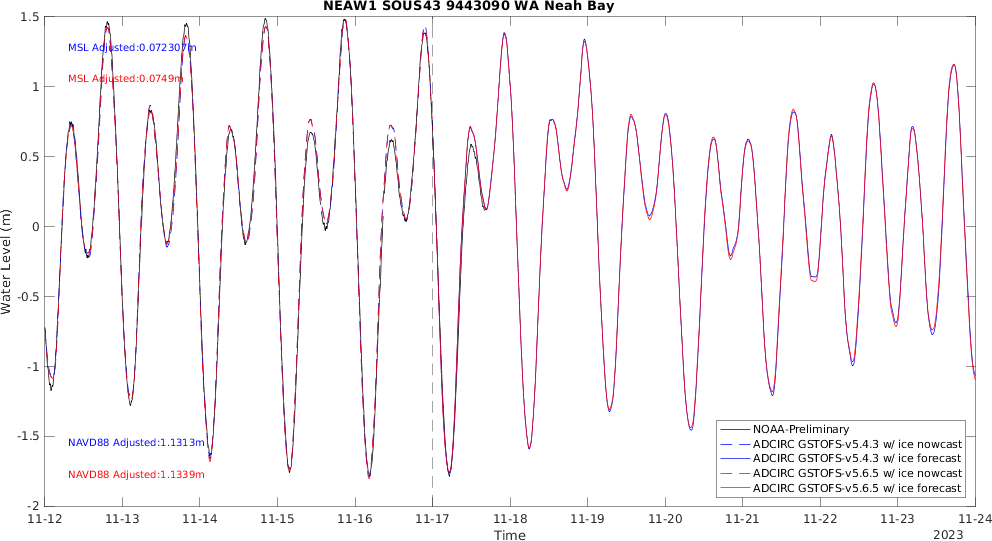 NEAW1 SOUS43 9443090 WA Neah Bay
1.5
1
0.5
0
-0.5
-1
-1.5
-2
Water Level (m)
MSL Adjusted:0.072307m
MSL Adjusted:0.0749m
NAVD88 Adjusted:1.1313m
NAVD88 Adjusted:1.1339m
NOAA-Preliminary
ADCIRC GSTOFS-v5.4.3 w/ ice nowcast
ADCIRC GSTOFS-v5.4.3 w/ ice forecast
ADCIRC GSTOFS-v5.6.5 w/ ice nowcast
ADCIRC GSTOFS-v5.6.5 w/ ice forecast
11-12 11-13 11-14 11-15 11-16 11-17 11-18 11-19 11-20 11-21 11-22 11-23 11-24
Time
2023